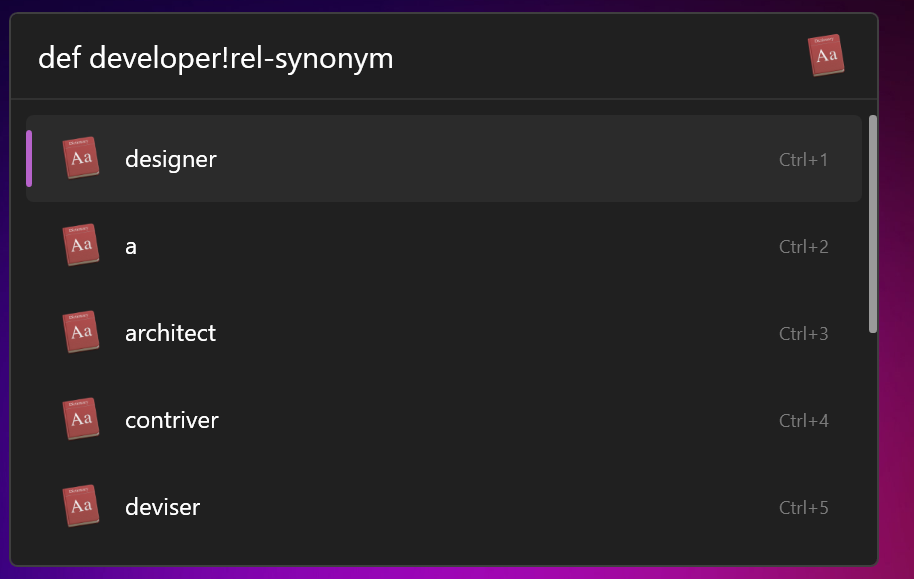 def developer!rel-synonym
Aa
Aa
designer
Ctrl+1
Aa
a
Ctrl+2
Aa
architect
Ctrl+3
Aa
contriver
Ctrl+4
Aa
deviser
Ctrl+5